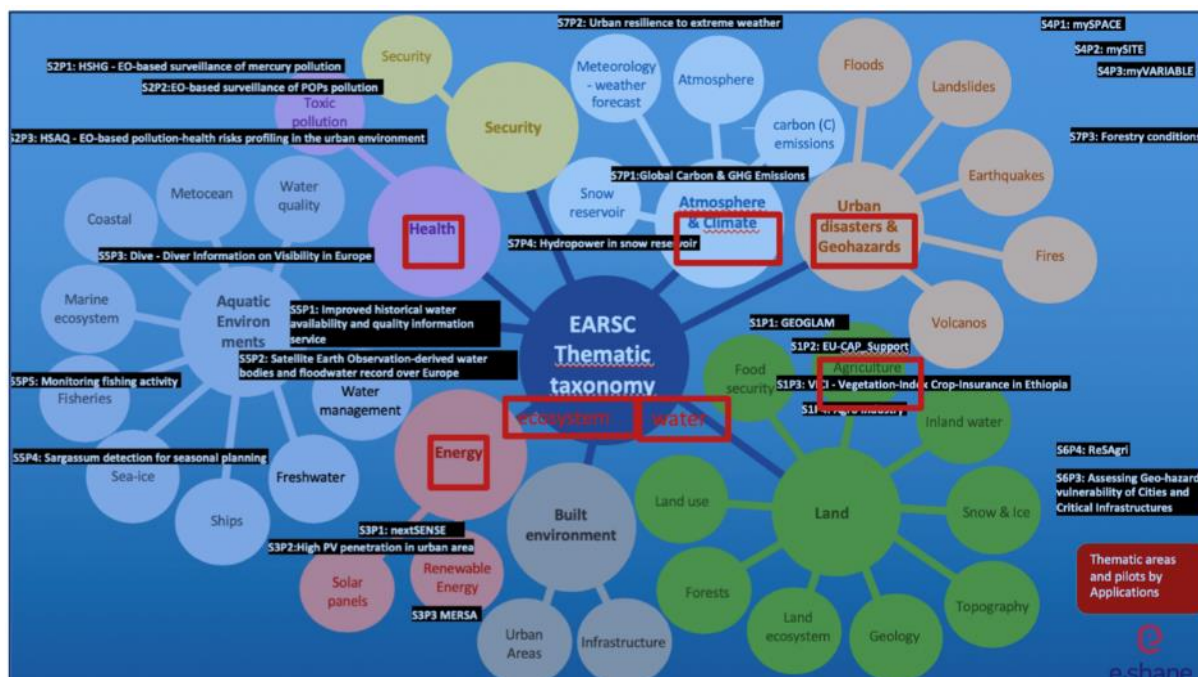 S7P2: Urban resilience to extreme weather
S4P1: mySPACE
S4P2: mySITE
S4P3:myVARIABLE
S2P1: HSHG - EO-based surveillance of mercury pollution
S2P2:EO-based surveillance of POPs pollution
S2P3: HSAQ - EO-based pollution-health risks profiling in the urban environment
Security
Security
Toxic
pollution
Health
Meteorology
- weather
forecast
Atmosphere
carbon (C)
emissions
S7P1:Global Carbon & GHG Emissions
Snow
reservoir
Atmosphere
& Climate
S7P4: Hydropower in snow reservoir
Floods
Landslides
S7P3: Forestry conditions
Earthquakes
Urban
disasters &
Geohazards
Fires
Volcanos
Metocean
Water
quality
Coastal
S5P3: Dive - Diver Information on Visibility in Europe
Marine
ecosystem
Aquatic
Environ
ments
S5P1: Improved historical water
availability and quality information
service
S5P2: Satellite Earth Observation-derived water
bodies and floodwater record over Europe
S5P5: Monitoring fishing activity
Fisheries
Water
management
S5P4: Sargassum detection for seasonal planning
Sea-ice
Ships
Freshwater
EARSC
Thematic
taxonomy
ecosystem
water
Energy
S3P1: nextSENSE
S3P2:High PV penetration in urban area
Solar
panels
Renewable
Energy
S3P3 MERSA
Built
environment
Urban
Areas
Infrastructure
S1P1: GEOGLAM
S1P2: EU-CAP_Support
Food
security
Agriculture
S1P3: VICI - Vegetation-Index Crop-Insurance in Ethiopia
S1P4: Agro industry
Inland water
Land use
Land
Snow & Ice
Forests
Land
ecosystem
Geology
Topography
S6P4: ReSAgri
S6P3: Assessing Geo-hazard
vulnerability of Cities and
Critical Infrastructures
Thematic areas
and pilots by
Applications
e.shape